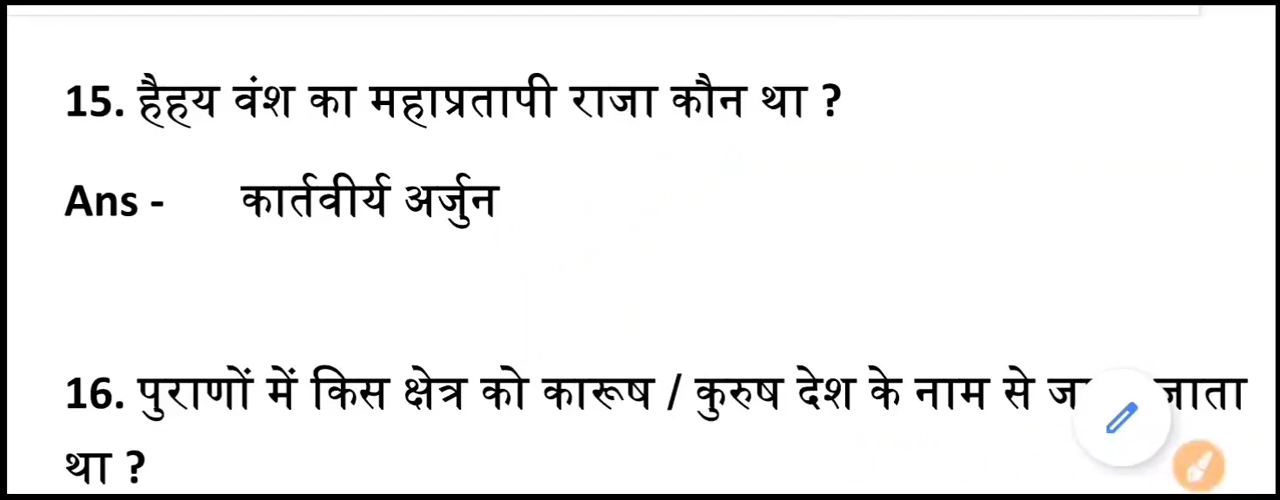 15. हैहय वंश का महाप्रतापी राजा कौन था ?
Ans - कार्तवीर्य अर्जुन
16. पुराणों में किस क्षेत्र को कारूष / कुरुष देश के नाम से जाता
था ?